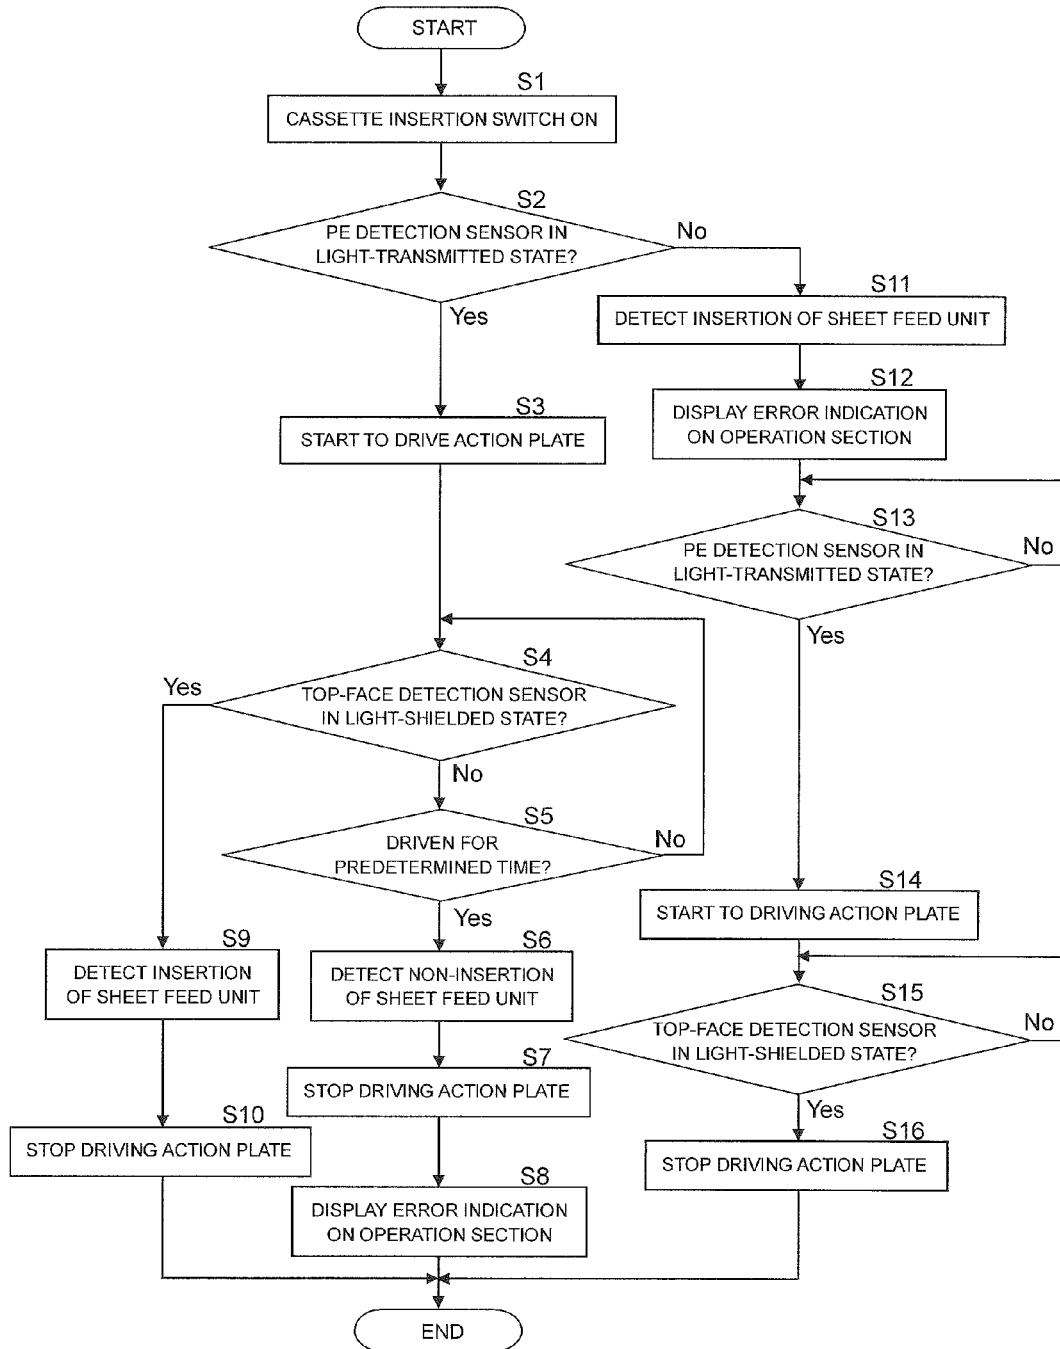 START
S1
CASSETTE INSERTION SWITCH ON
S2
PE DETECTION SENSOR IN
LIGHT-TRANSMITTED STATE?
No
Yes
S11
DETECT INSERTION OF SHEET FEED UNIT
S12
DISPLAY ERROR INDICATION
ON OPERATION SECTION
S3
START TO DRIVE ACTION PLATE
S13
PE DETECTION SENSOR IN
LIGHT-TRANSMITTED STATE?
No
Yes
S4
TOP-FACE DETECTION SENSOR
IN LIGHT-SHIELDED STATE?
Yes
No
S5
DRIVEN FOR
PREDETERMINED TIME?
No
Yes
S14
START TO DRIVING ACTION PLATE
S9
DETECT INSERTION
OF SHEET FEED UNIT
S6
DETECT NON-INSERTION
OF SHEET FEED UNIT
S15
TOP-FACE DETECTION SENSOR
IN LIGHT-SHIELDED STATE?
No
Yes
S7
STOP DRIVING ACTION PLATE
S10
STOP DRIVING ACTION PLATE
S16
STOP DRIVING ACTION PLATE
S8
DISPLAY ERROR INDICATION
ON OPERATION SECTION
END